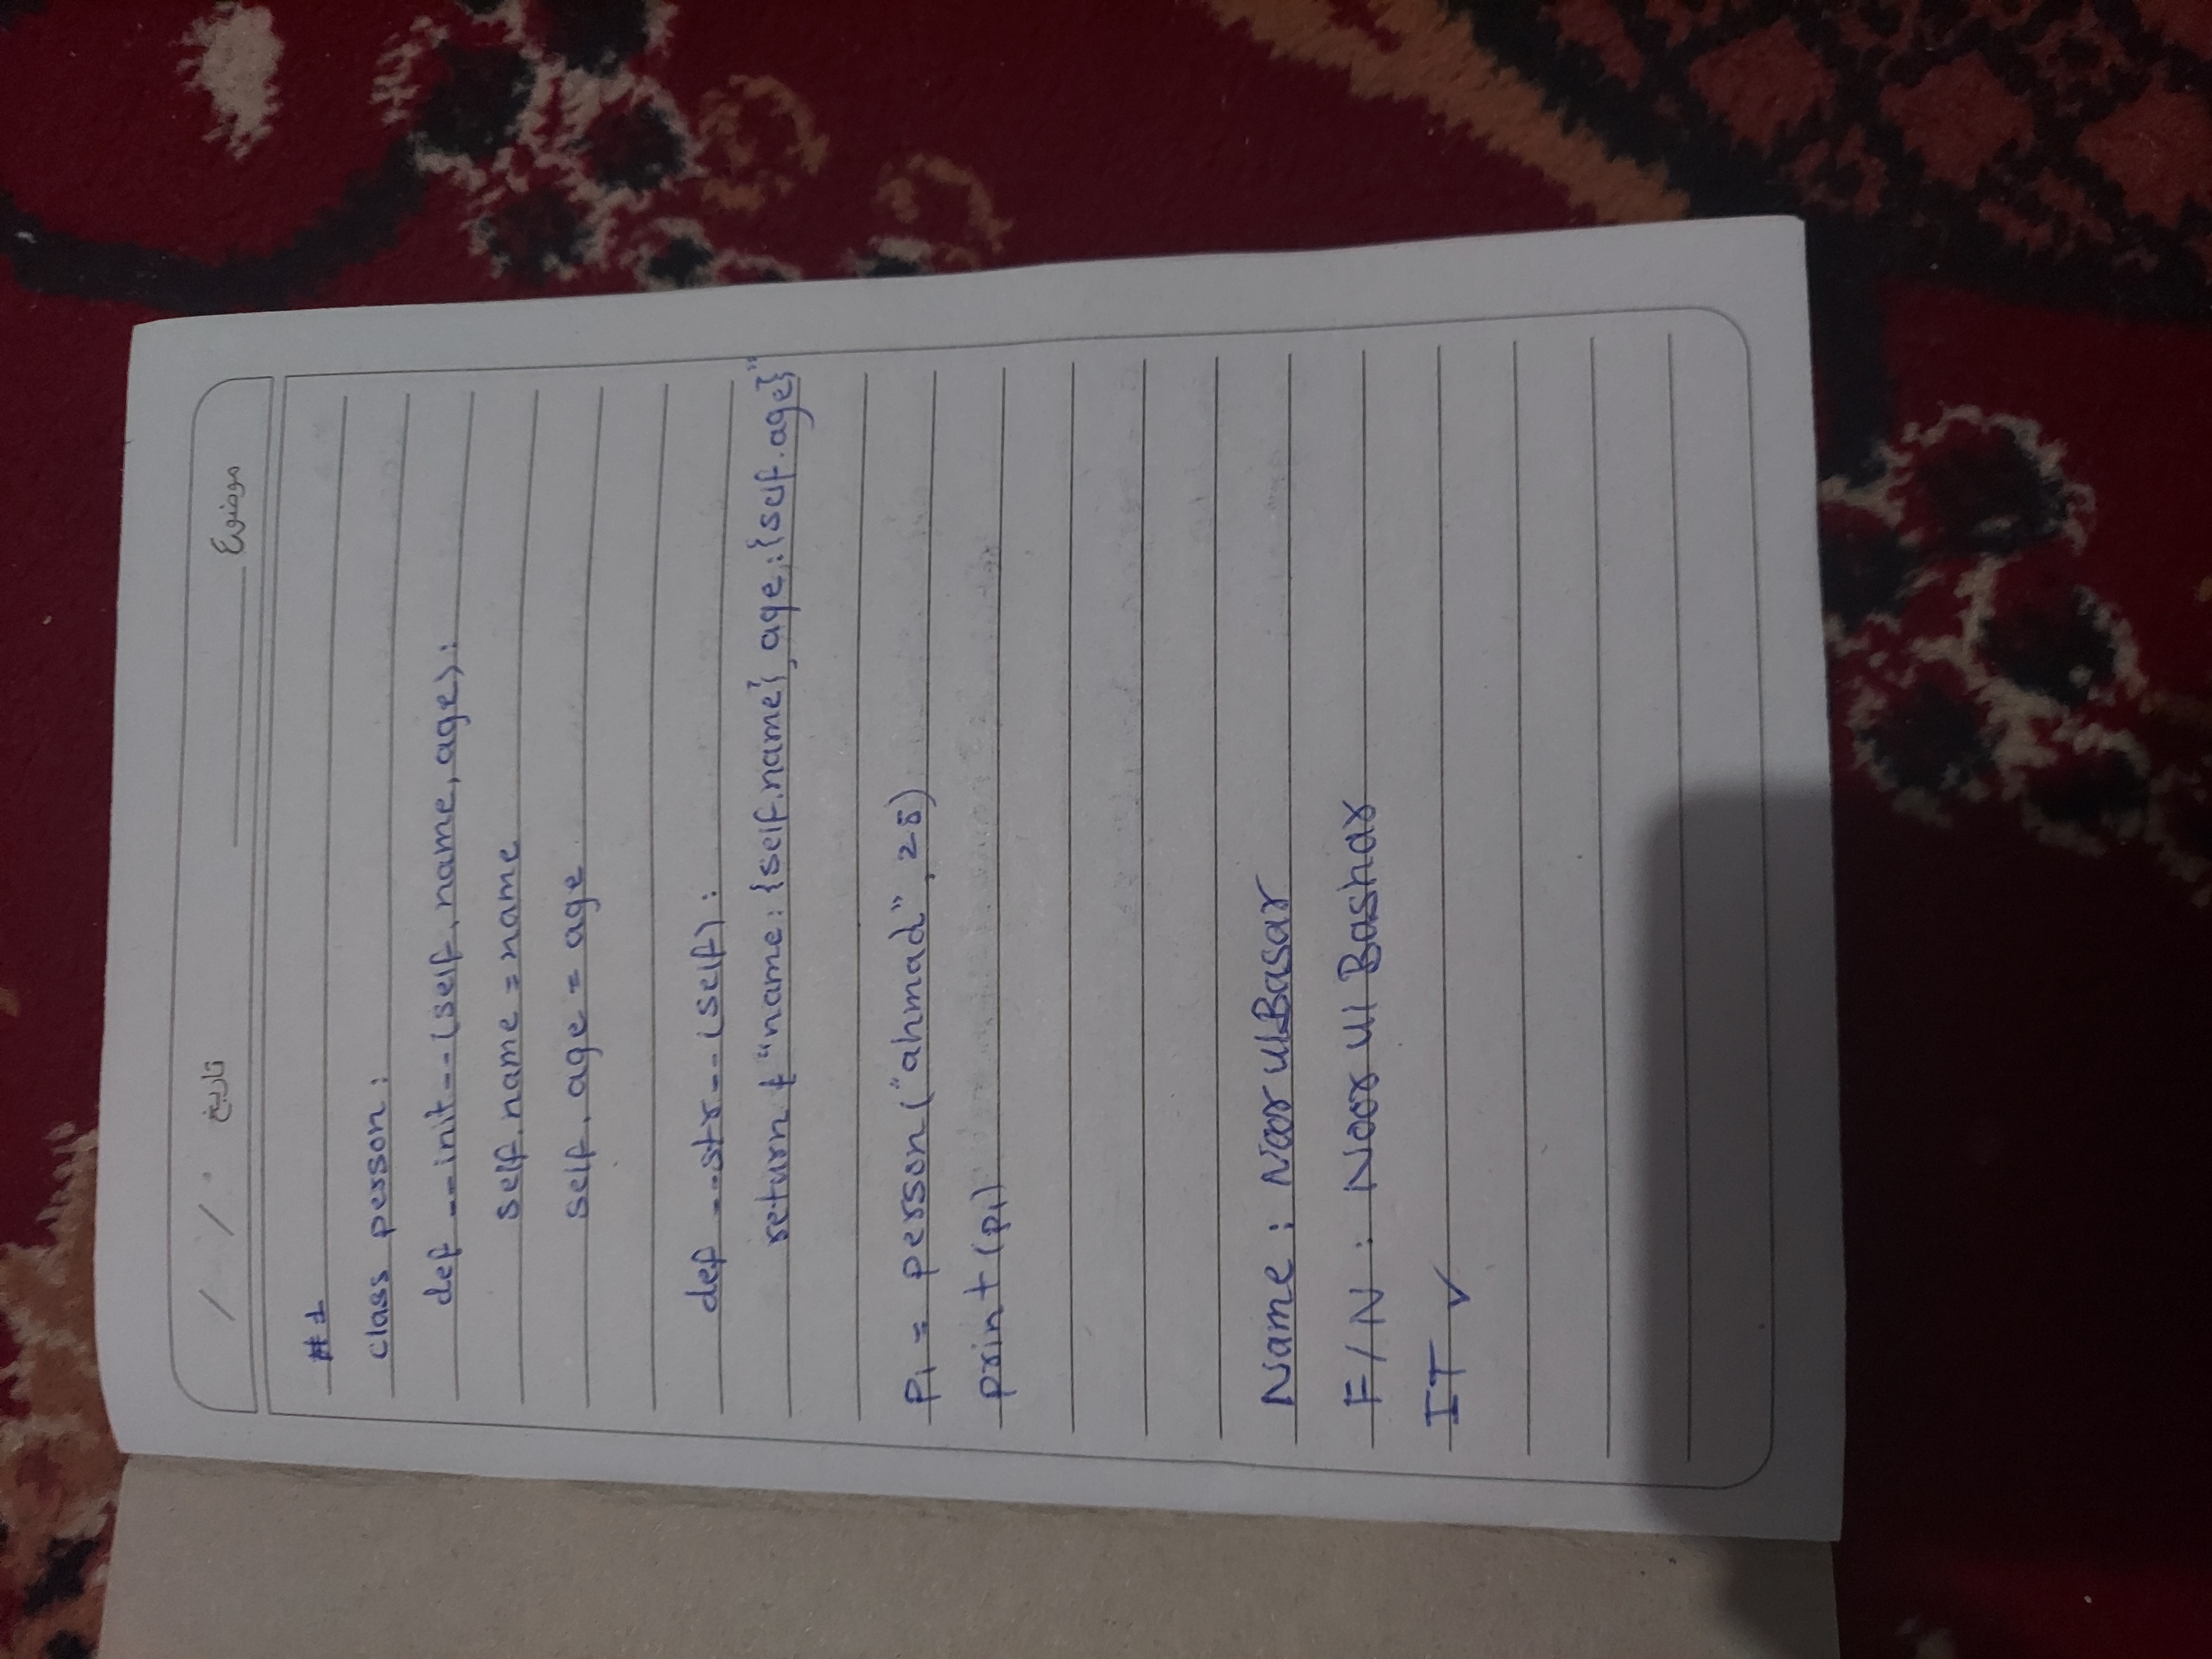 موضوع تاریخ / /
#1
class person:
def __init__(self, name, age):
self.name = name
self.age = age
def __str__(self):
return f "name: {self.name}, age:{self.age}"
p1 = person("ahmad", 25)
print(p1)
Name: Noor ul Basar
F/N: Noor ul Bashar
IT ✓